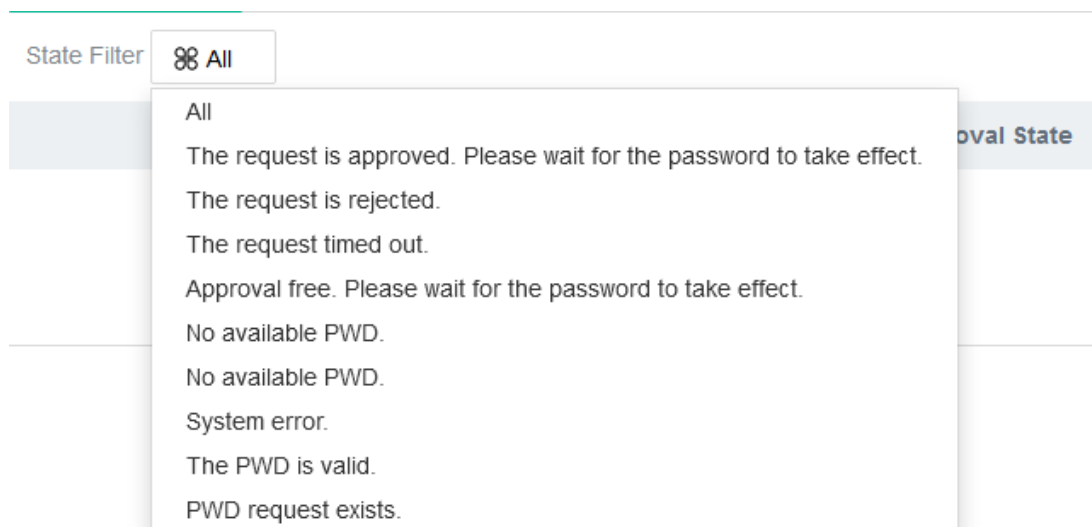 State Filter
All
All
oval State
The request is approved. Please wait for the password to take effect.
The request is rejected.
The request timed out.
Approval free. Please wait for the password to take effect.
No available PWD.
No available PWD.
System error.
The PWD is valid.
PWD request exists.